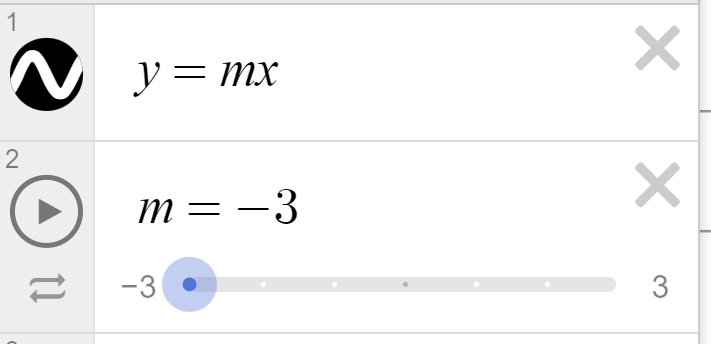 1
y = mx
2
m = −3
−3
3